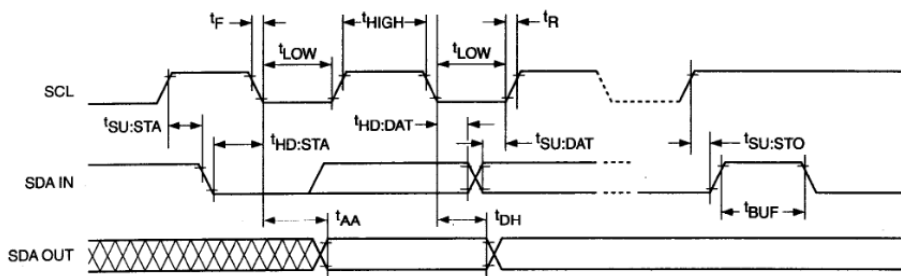 tF
tHIGH
tR
tLOW
tLOW
SCL
tSU:STA
tHD:STA
tHD:DAT
tSU:DAT
tSU:STO
SDA IN
tBUF
tAA
tDH
SDA OUT